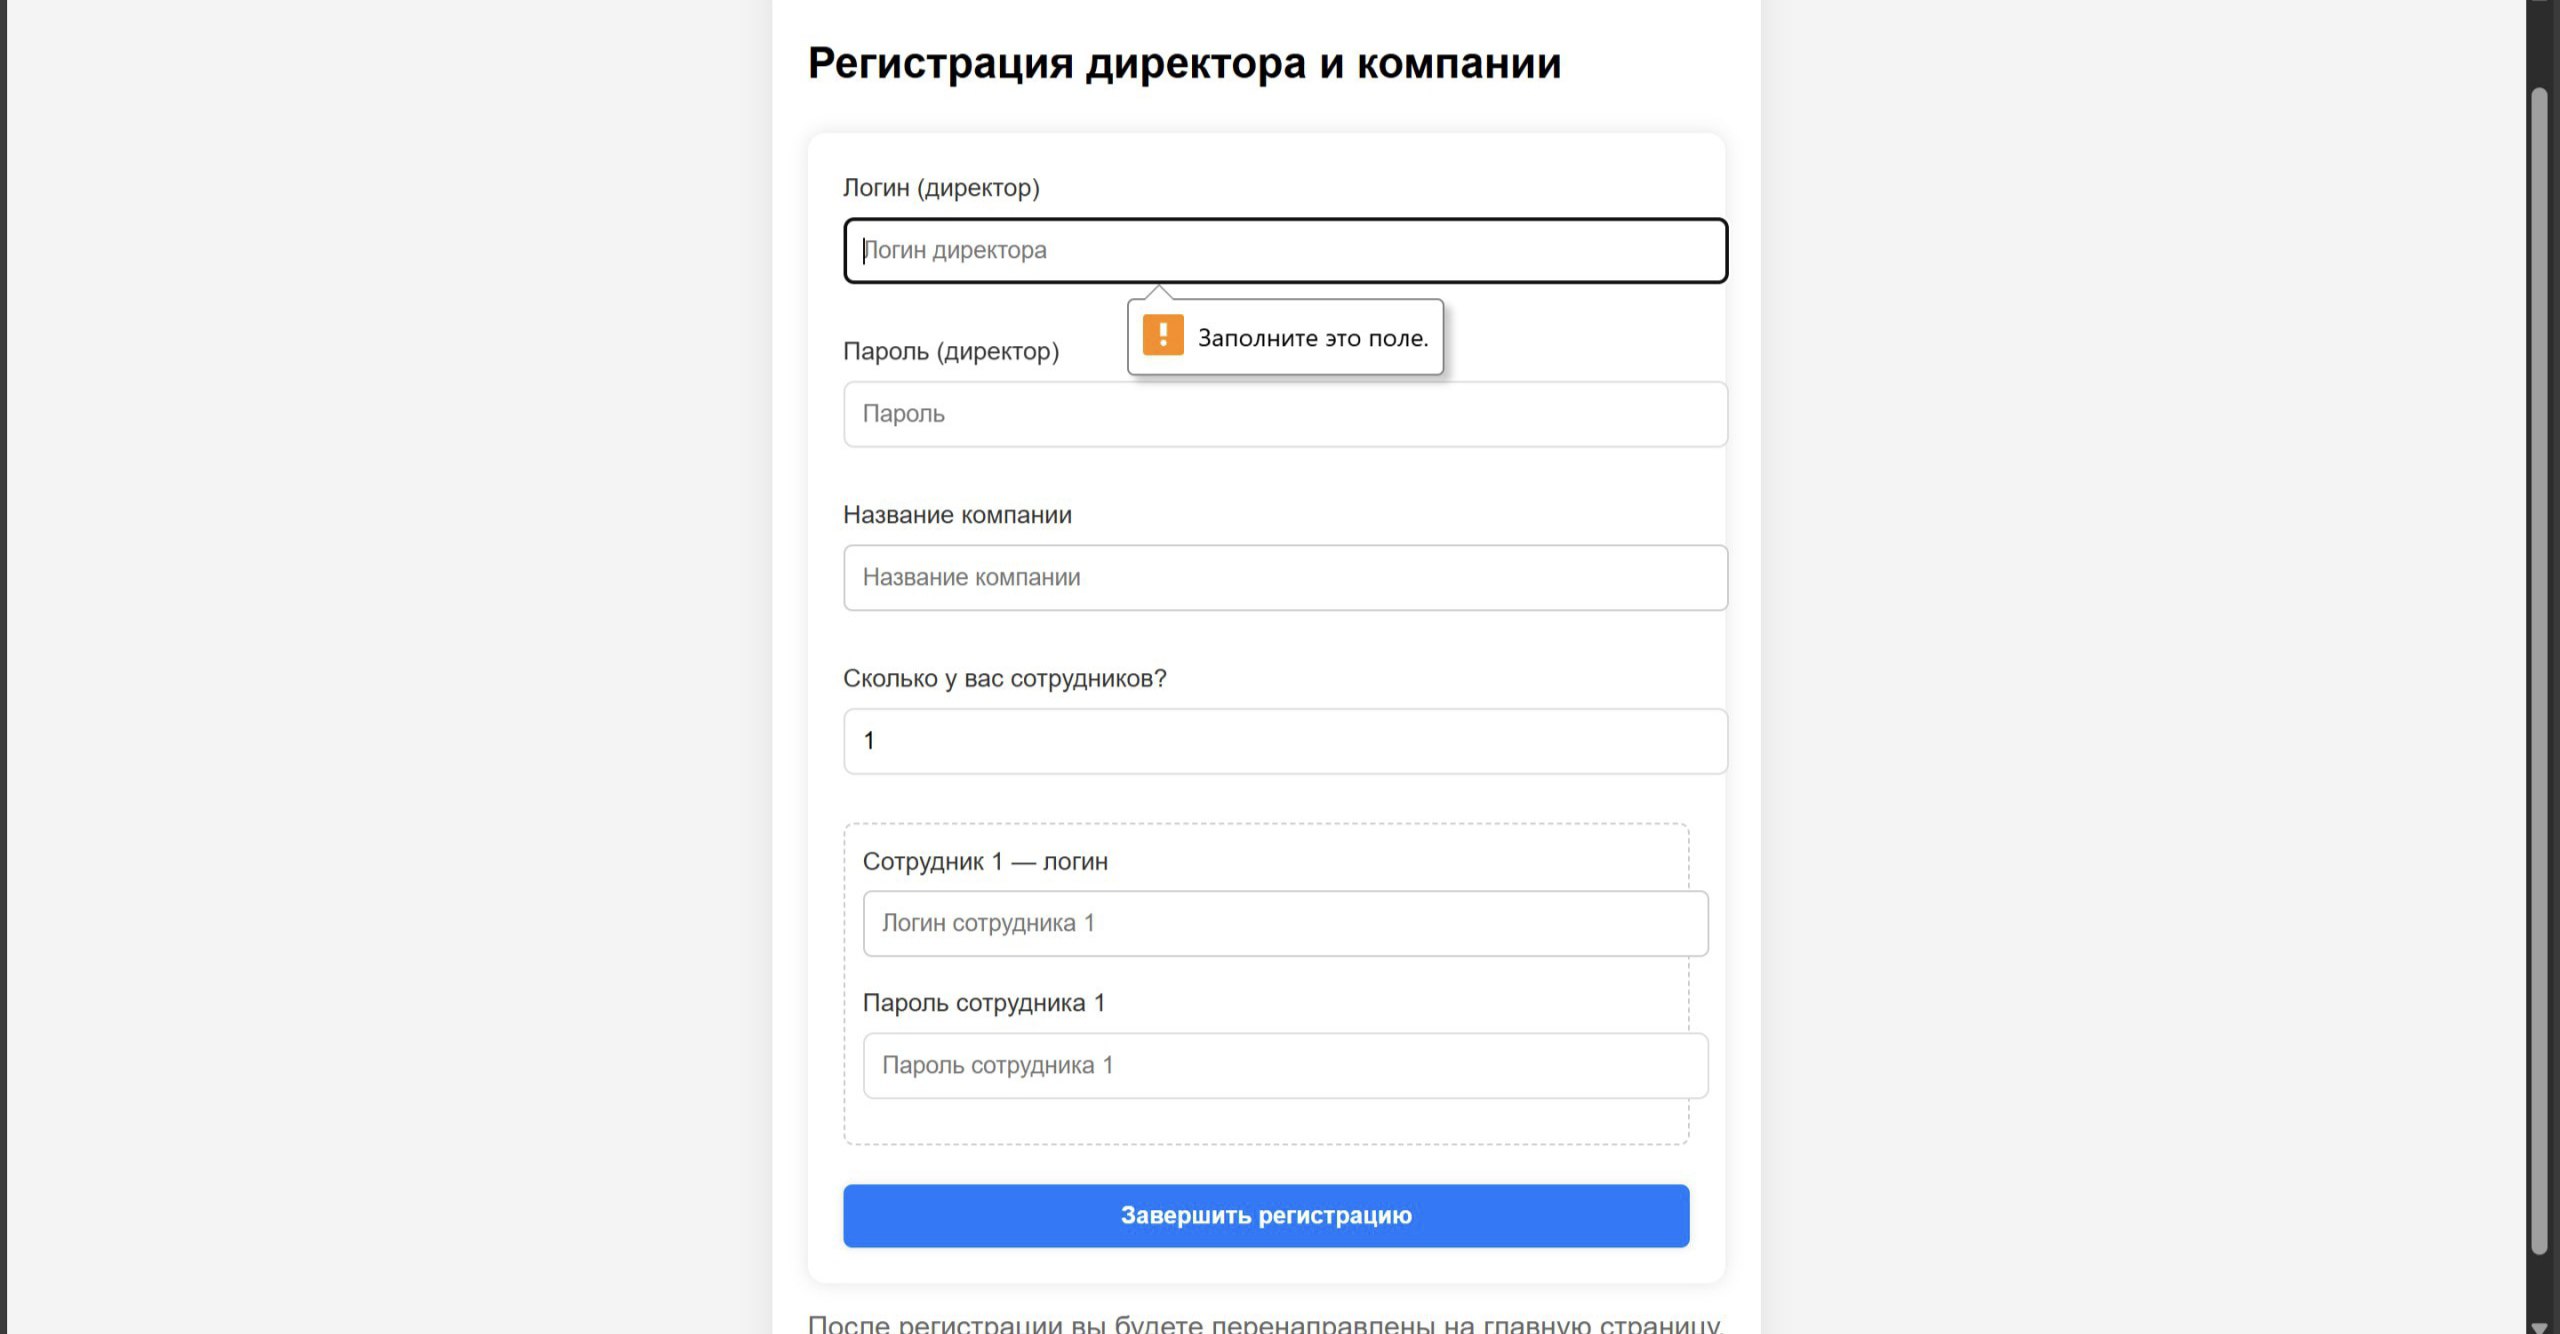 Регистрация директора и компании
Логин (директор)
Логин директора
Заполните это поле.
Пароль (директор)
Пароль
Название компании
Название компании
Сколько у вас сотрудников?
1
Сотрудник 1 — логин
Логин сотрудника 1
Пароль сотрудника 1
Пароль сотрудника 1
Завершить регистрацию
После регистрации вы будете перенаправлены на главную страницу.